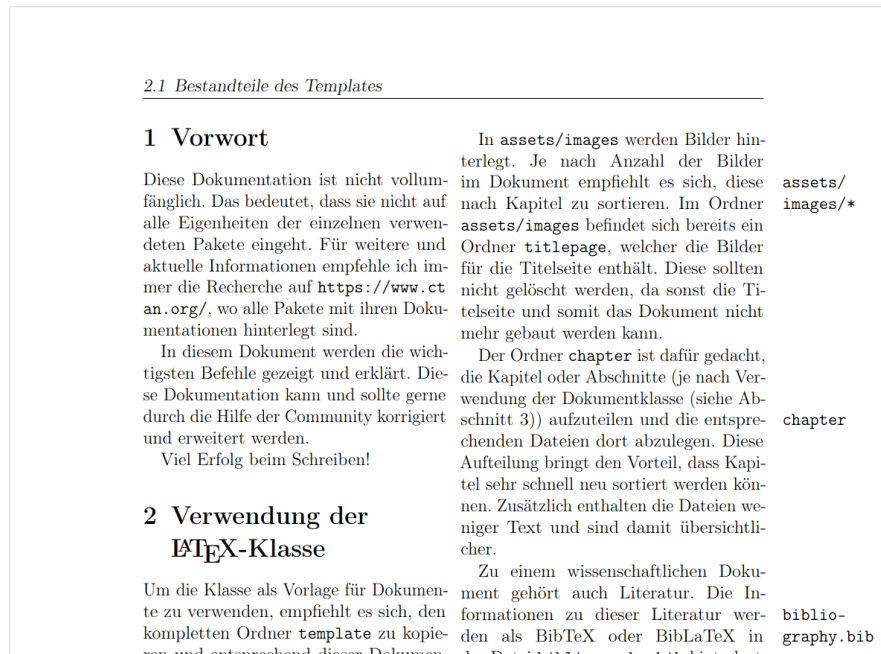 2.1 Bestandteile des Templates
1 Vorwort
Diese Dokumentation ist nicht vollum-
fänglich. Das bedeutet, dass sie nicht auf
alle Eigenheiten der einzelnen verwen-
deten Pakete eingeht. Für weitere und
aktuelle Informationen empfehle ich im-
mer die Recherche auf https://www.ct
an.org/, wo alle Pakete mit ihren Doku-
mentationen hinterlegt sind.
In diesem Dokument werden die wich-
tigsten Befehle gezeigt und erklärt. Die-
se Dokumentation kann und sollte gerne
durch die Hilfe der Community korrigiert
und erweitert werden.
Viel Erfolg beim Schreiben!
2 Verwendung der
LATEX-Klasse
Um die Klasse als Vorlage für Dokumen-
te zu verwenden, empfiehlt es sich, den
kompletten Ordner template zu kopie-
ren und entsprechend dieser Dokumen-
In assets/images werden Bilder hin-
terlegt. Je nach Anzahl der Bilder
im Dokument empfiehlt es sich, diese
nach Kapitel zu sortieren. Im Ordner
assets/images befindet sich bereits ein
Ordner titlepage, welcher die Bilder
für die Titelseite enthält. Diese sollten
nicht gelöscht werden, da sonst die Ti-
telseite und somit das Dokument nicht
mehr gebaut werden kann.
Der Ordner chapter ist dafür gedacht,
die Kapitel oder Abschnitte (je nach Ver-
wendung der Dokumentklasse (siehe Ab-
schnitt 3)) aufzuteilen und die entspre-
chenden Dateien dort abzulegen. Diese
Aufteilung bringt den Vorteil, dass Kapi-
tel sehr schnell neu sortiert werden kön-
nen. Zusätzlich enthalten die Dateien we-
niger Text und sind damit übersichtli-
cher.
Zu einem wissenschaftlichen Doku-
ment gehört auch Literatur. Die In-
formationen zu dieser Literatur wer-
den als BibTeX oder BibLaTeX in
assets/
images/*
chapter
biblio-
graphy.bib